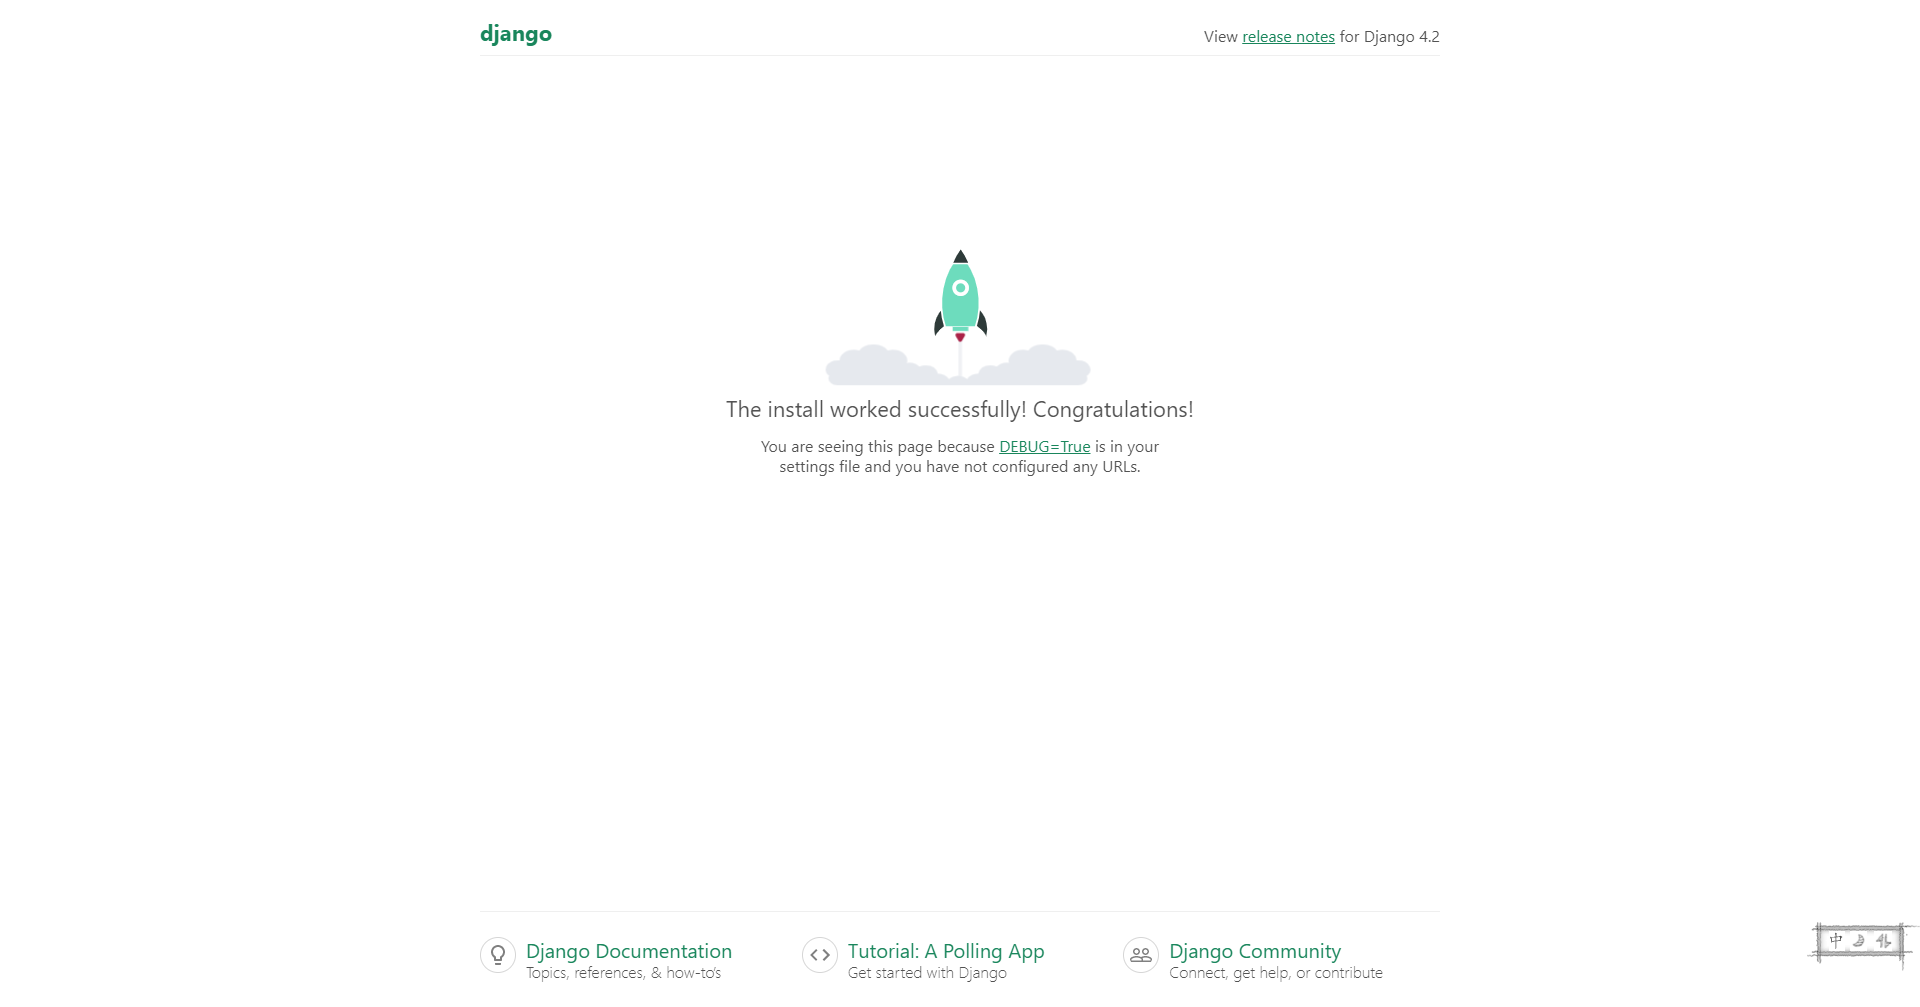 django
View release notes for Django 4.2
The install worked successfully! Congratulations!
You are seeing this page because DEBUG=True is in your
settings file and you have not configured any URLs.
Django Documentation
Topics, references, & how-to's
Tutorial: A Polling App
Get started with Django
Django Community
Connect, get help, or contribute
中